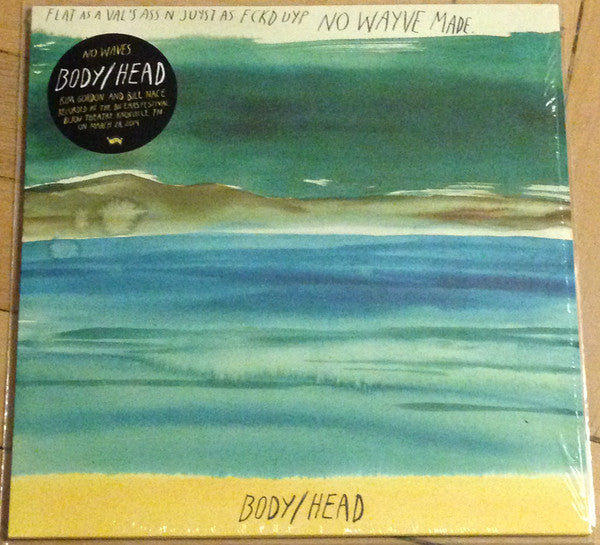 FLAT AS A VAL'S ASS N JUYST AS FCKD UYP NO WAYVE MADE.
NO WAVES
BODY/HEAD
KIM GORDON AND BILL NACE
RECORDED AT THE BIG EARS FESTIVAL
BIJOU THEATRE KNOXVILLE, TN
ON MARCH 28, 2014
BODY/HEAD